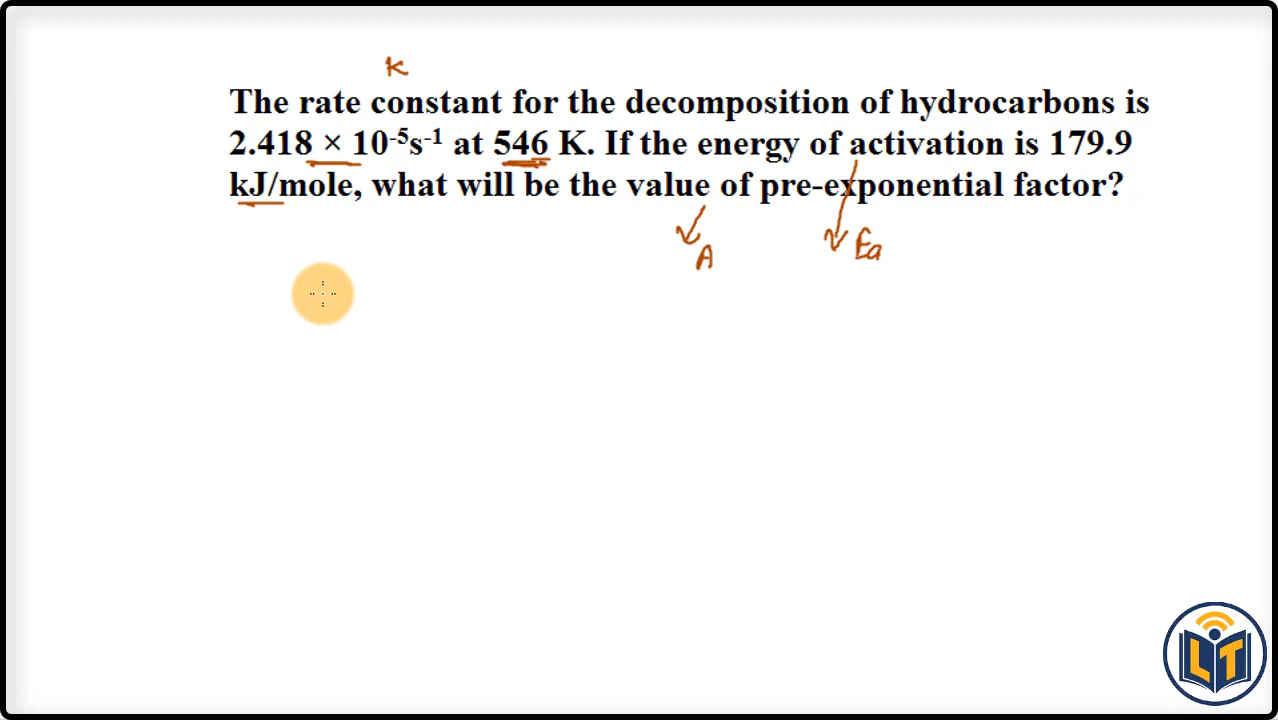 K
The rate constant for the decomposition of hydrocarbons is
2.418 × 10⁻⁵s⁻¹ at 546 K. If the energy of activation is 179.9
kJ/mole, what will be the value of pre-exponential factor?
A Ea
LT